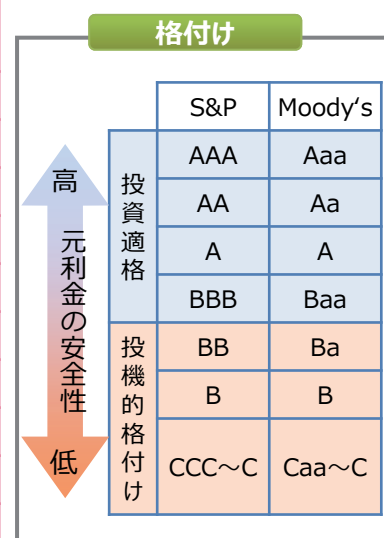 格付け
S&P Moody‘s
高
元利金の安全性
低
投資適格
AAA Aaa
AA Aa
A A
BBB Baa
投機的格付け
BB Ba
B B
CCC～C Caa～C